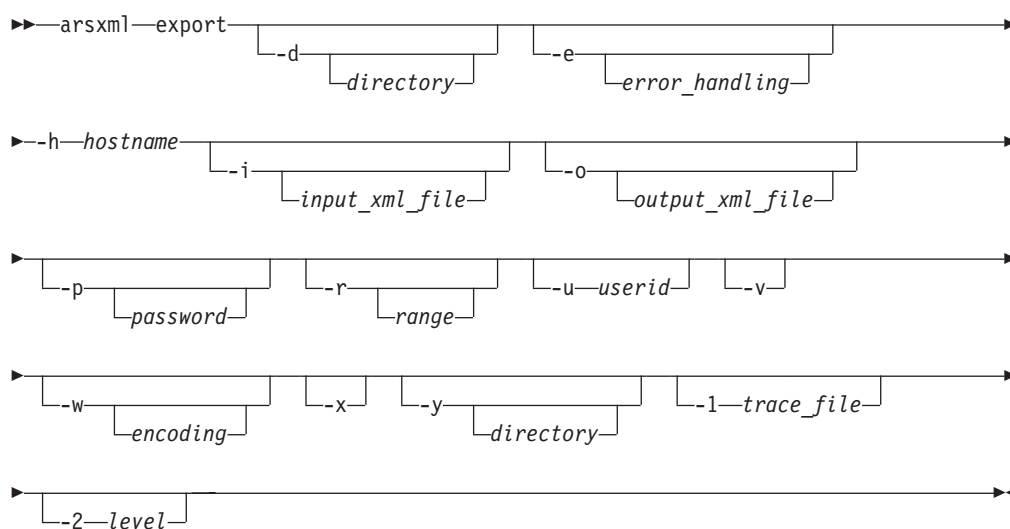 arsxml export -d directory -e error_handling
-h hostname -i input_xml_file -o output_xml_file
-p password -r range -u userid -v
-w encoding -x -y directory -1 trace_file
-2 level